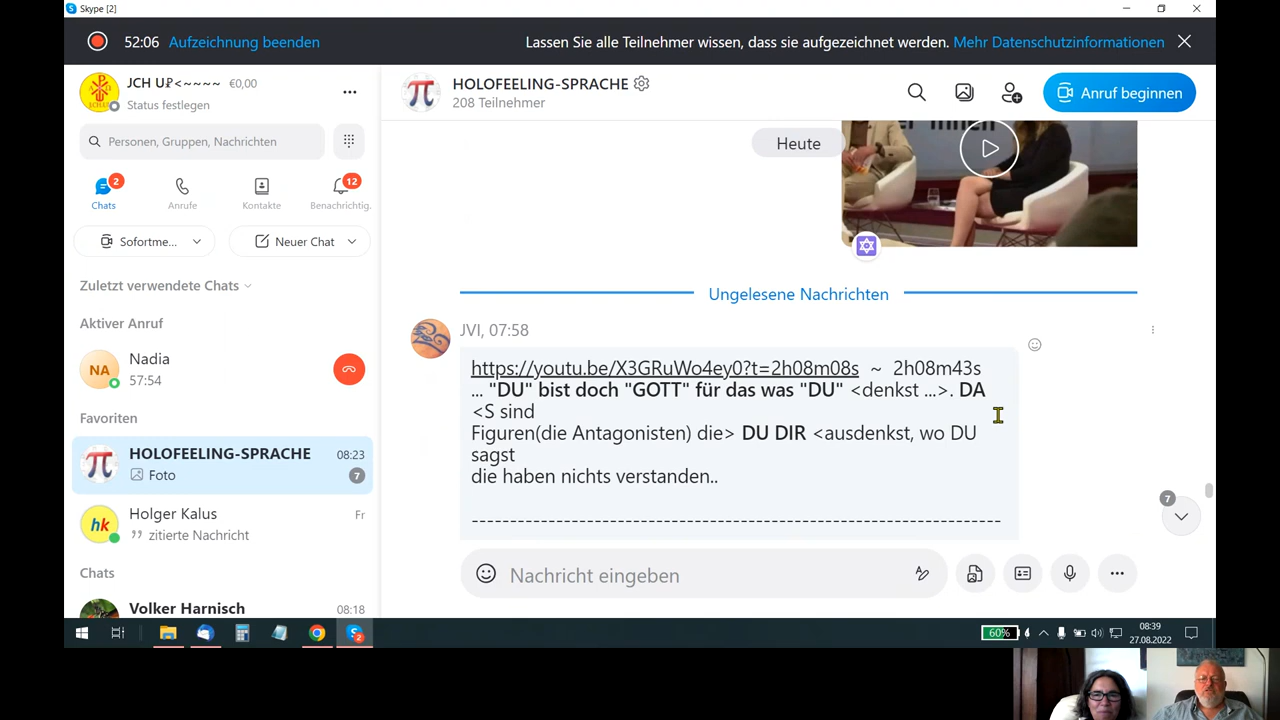 Skype [2]
52:06 Aufzeichnung beenden
Lassen Sie alle Teilnehmer wissen, dass sie aufgezeichnet werden. Mehr Datenschutzinformationen
JCH U <~~~~ €0,00
Status festlegen
Personen, Gruppen, Nachrichten
2
12
Chats
Anrufe
Kontakte
Benachrichtig.
Sofortme...
Neuer Chat
Zuletzt verwendete Chats
Aktiver Anruf
NA
Nadia
57:54
Favoriten
HOLOFEELING-SPRACHE 08:23
Foto 7
hk
Holger Kalus Fr
zitierte Nachricht
Chats
Volker Harnisch 08:18
HOLOFEELING-SPRACHE
208 Teilnehmer
Anruf beginnen
Heute
Ungelesene Nachrichten
JVI, 07:58
https://youtu.be/X3GRuWo4ey0?t=2h08m08s ~ 2h08m43s
... "DU" bist doch "GOTT" für das was "DU" <denkst ...>. DA
<S sind
Figuren(die Antagonisten) die> DU DIR <ausdenkst, wo DU
sagst
die haben nichts verstanden..
---------------------------------------------------------------------
7
Nachricht eingeben
60%
2
08:39
27.08.2022